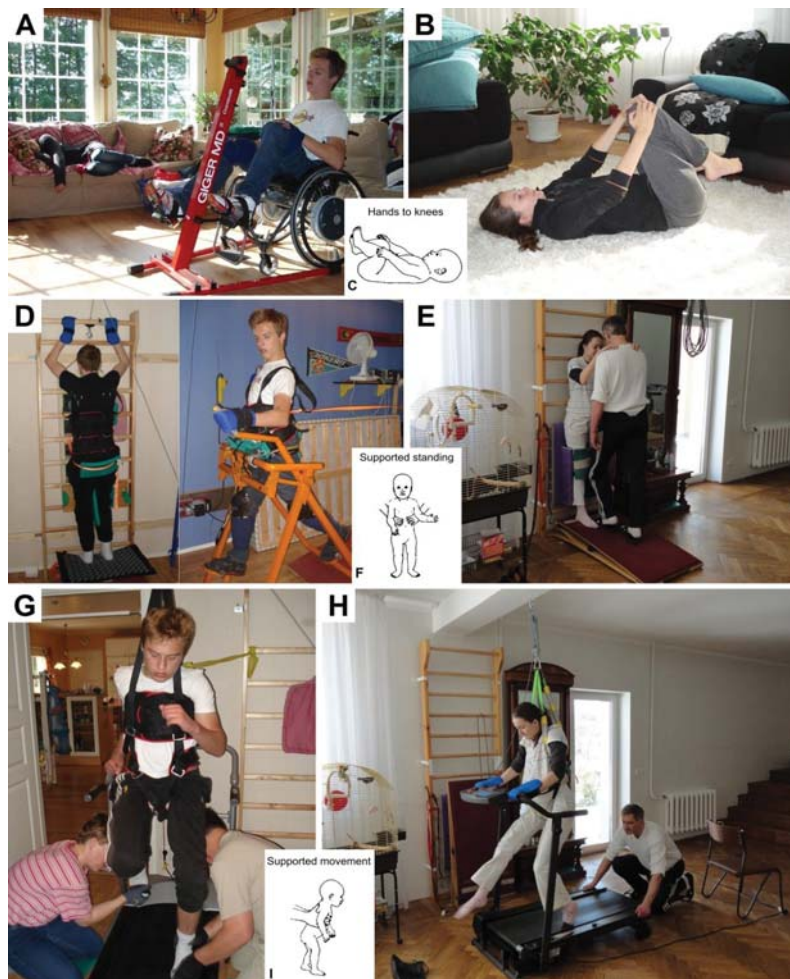 A
B
GIGER MD
Hands to knees
C
D
E
Supported standing
F
G
H
Supported movement
I